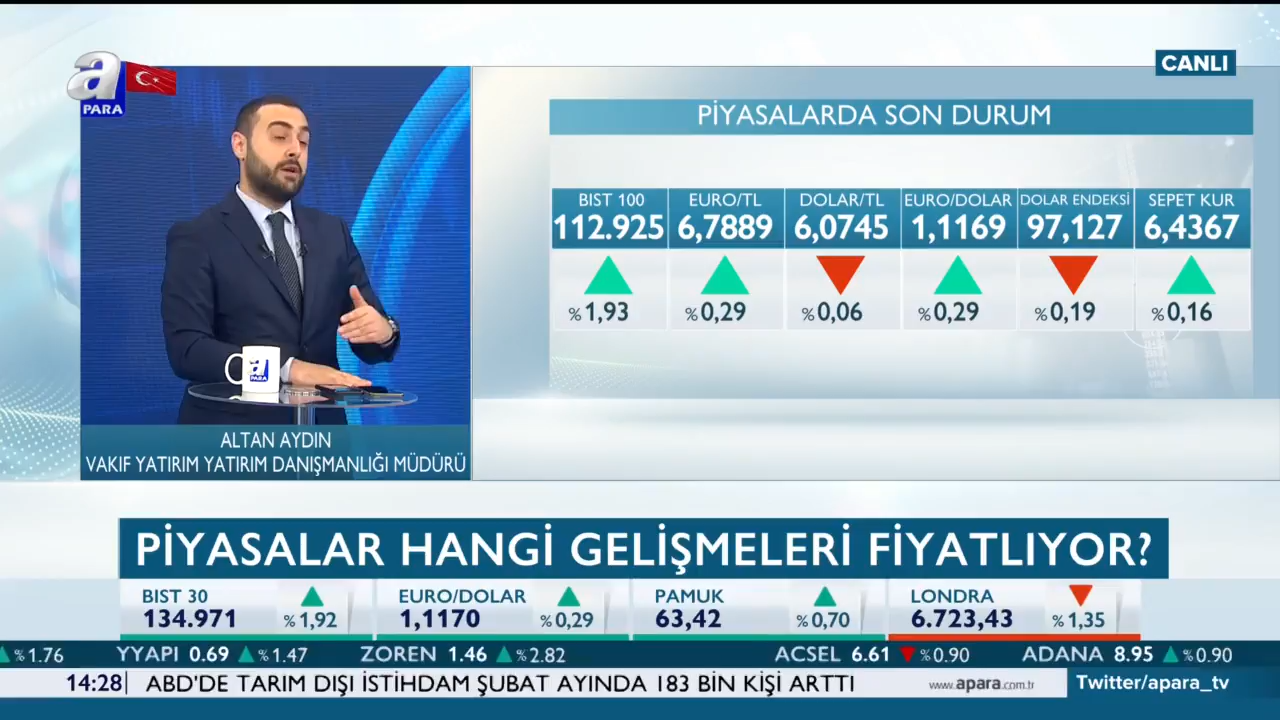 a
PARA
CANLI
PİYASALARDA SON DURUM
BIST 100 EURO/TL DOLAR/TL EURO/DOLAR DOLAR ENDEKSİ SEPET KUR
112.925 6,7889 6,0745 1,1169 97,127 6,4367
%1,93 %0,29 %0,06 %0,29 %0,19 %0,16
a
PARA
ALTAN AYDIN
VAKIF YATIRIM YATIRIM DANIŞMANLIĞI MÜDÜRÜ
PİYASALAR HANGİ GELİŞMELERİ FİYATLIYOR?
BIST 30 EURO/DOLAR PAMUK LONDRA
134.971 %1,92 1,1170 %0,29 63,42 %0,70 6.723,43 %1,35
%1.76 YYAPI 0.69 %1.47 ZOREN 1.46 %2.82 ACSEL 6.61 %0.90 ADANA 8.95 %0.90
14:28 ABD'DE TARIM DIŞI İSTİHDAM ŞUBAT AYINDA 183 BİN KİŞİ ARTTI www.apara.com.tr Twitter/apara_tv